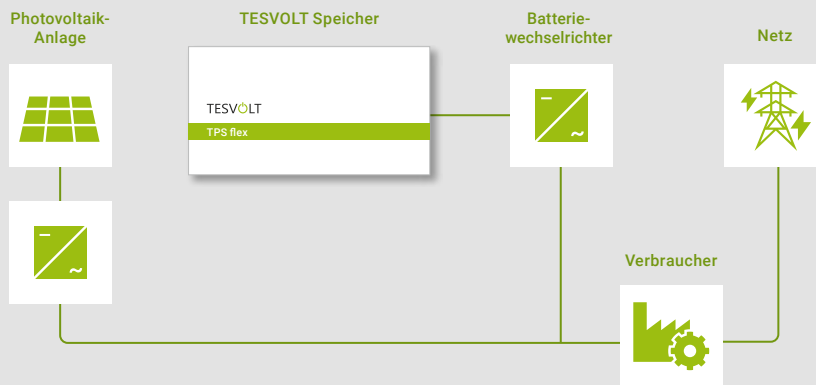 Photovoltaik-
Anlage
TESVOLT Speicher
Batterie-
wechselrichter
Netz
TESVOLT
TPS flex
Verbraucher